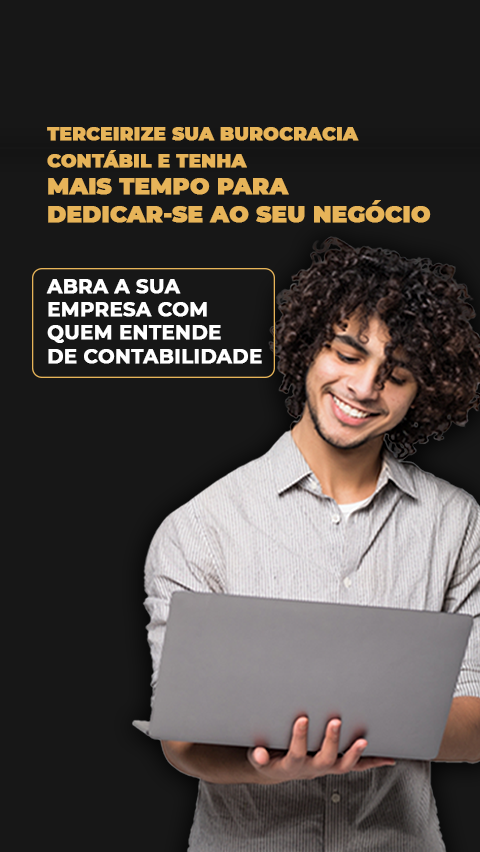 TERCEIRIZE SUA BUROCRACIA
CONTÁBIL E TENHA
MAIS TEMPO PARA
DEDICAR-SE AO SEU NEGÓCIO
ABRA A SUA
EMPRESA COM
QUEM ENTENDE
DE CONTABILIDADE